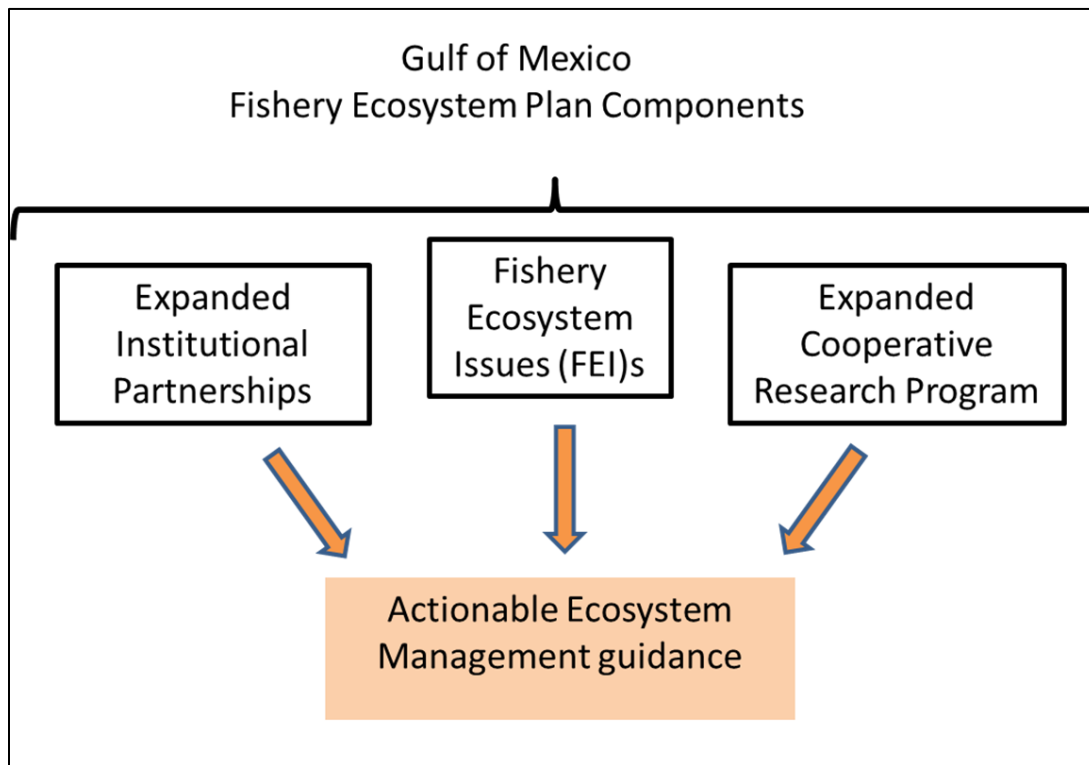 Gulf of Mexico
Fishery Ecosystem Plan Components
Expanded
Institutional
Partnerships
Fishery
Ecosystem
Issues (FEI)s
Expanded
Cooperative
Research Program
Actionable Ecosystem
Management guidance